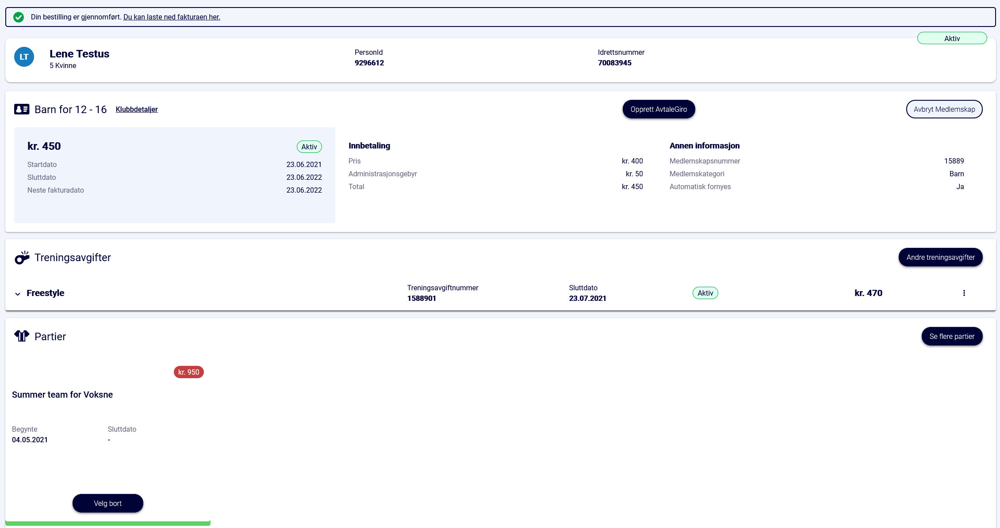 Din bestilling er gjennomført. Du kan laste ned fakturaen her.
Aktiv
LT
Lene Testus
5 Kvinne
PersonId
9296612
Idrettsnummer
70083945
Barn for 12 - 16 Klubbdetaljer
Opprett AvtaleGiro
Avbryt Medlemskap
kr. 450 Aktiv
Startdato 23.06.2021
Sluttdato 23.06.2022
Neste fakturadato 23.06.2022
Innbetaling
Pris kr. 400
Administrasjonsgebyr kr. 50
Total kr. 450
Annen informasjon
Medlemskapsnummer 15889
Medlemskategori Barn
Automatisk fornyes Ja
Treningsavgifter
Andre treningsavgifter
Freestyle
Treningsavgiftnummer
1588901
Sluttdato
23.07.2021
Aktiv
kr. 470
Partier
Se flere partier
kr. 950
Summer team for Voksne
Begynte
04.05.2021
Sluttdato
-
Velg bort